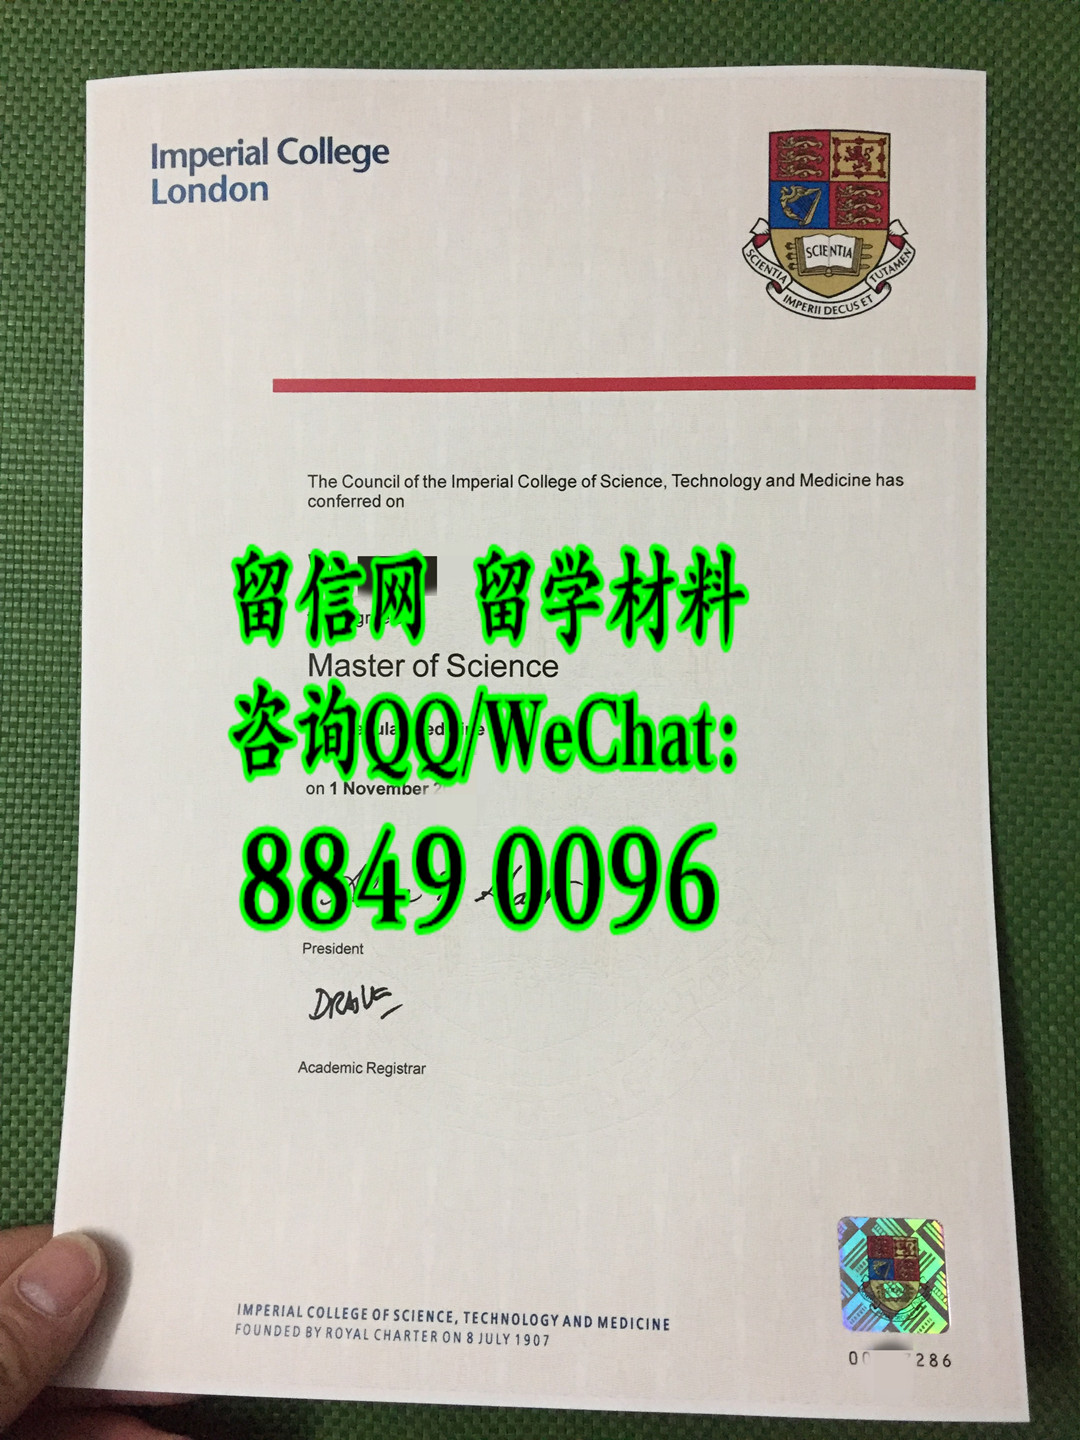 Imperial College
London
SCIENTIA
SCIENTIA
IMPERII DECUS ET
TUTAMEN
The Council of the Imperial College of Science, Technology and Medicine has
conferred on
留信网 留学材料
Master of Science
咨询QQ/WeChat:
on 1 November
8849 0096
President
Academic Registrar
IMPERIAL COLLEGE OF SCIENCE, TECHNOLOGY AND MEDICINE
FOUNDED BY ROYAL CHARTER ON 8 JULY 1907
286